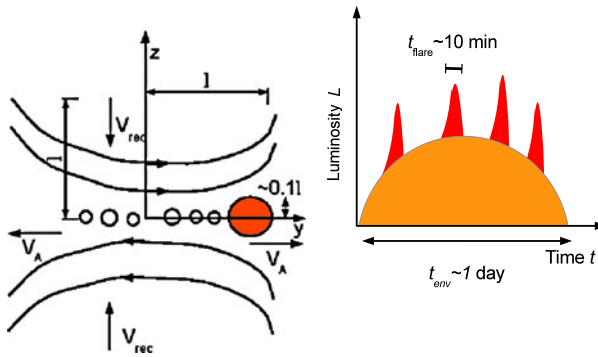 z
l
V_rec
l
~0.1l
y
V_A
V_A
V_rec
t_flare~10 min
Luminosity L
Time t
t_env~1 day